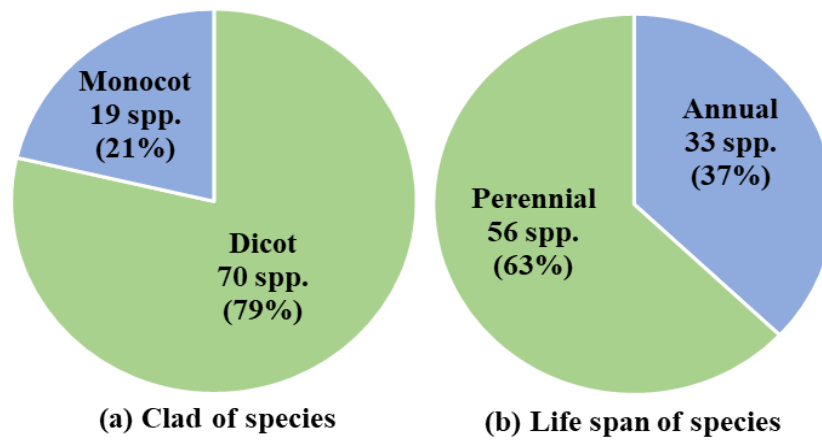 Monocot
19 spp.
(21%)
Dicot
70 spp.
(79%)
(a) Clad of species
Annual
33 spp.
(37%)
Perennial
56 spp.
(63%)
(b) Life span of species